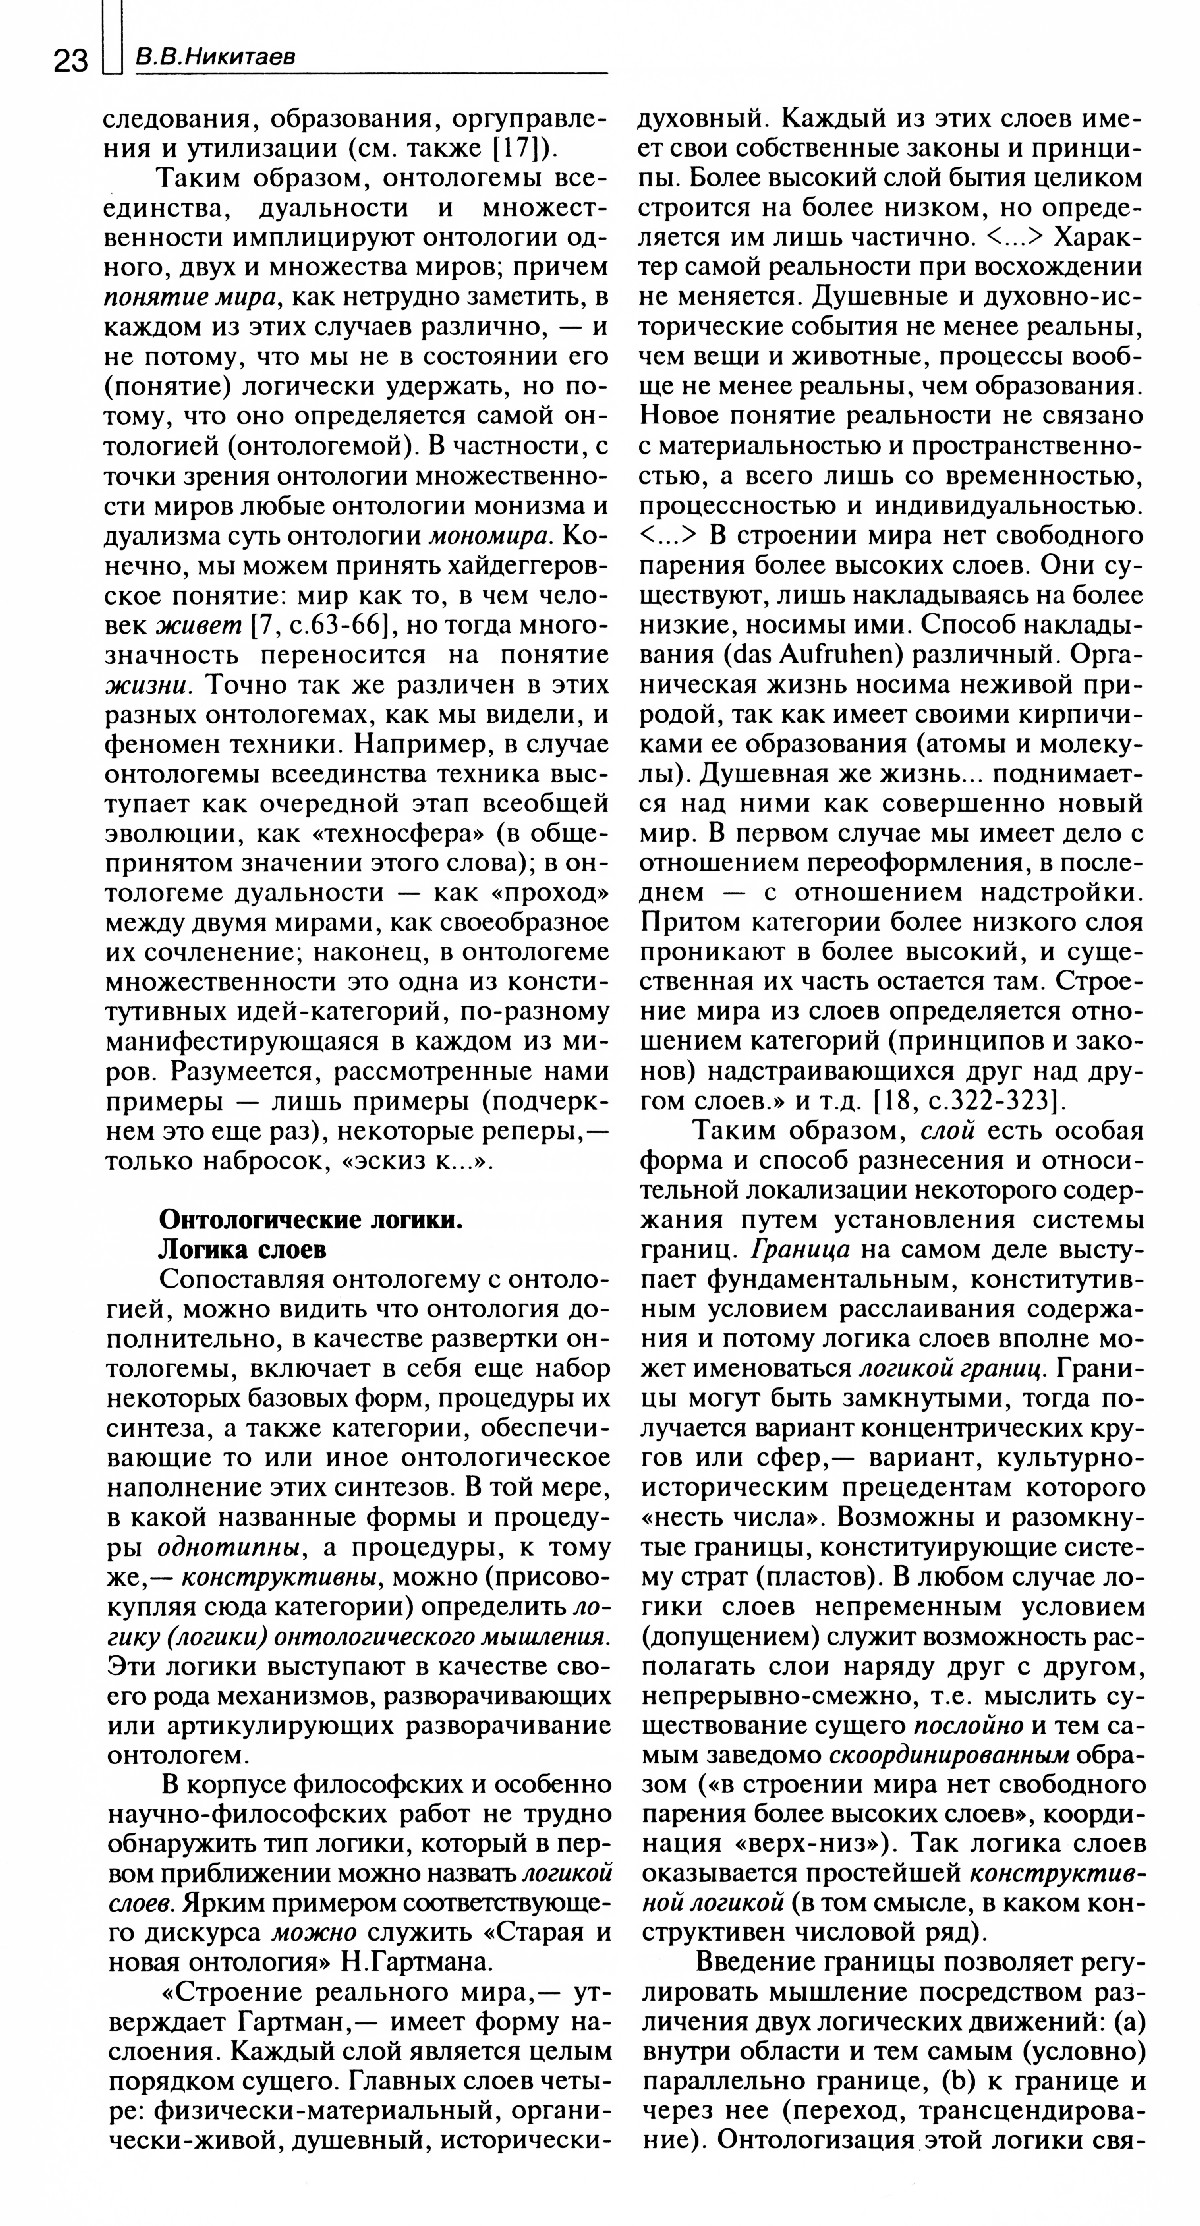 23
В.В.Никитаев
следования, образования, оргуправле-
ния и утилизации (см. также [17]).
Таким образом, онтологемы все-
единства, дуальности и множест-
венности имплицируют онтологии од-
ного, двух и множества миров; причем
понятие мира, как нетрудно заметить, в
каждом из этих случаев различно, — и
не потому, что мы не в состоянии его
(понятие) логически удержать, но по-
тому, что оно определяется самой он-
тологией (онтологемой). В частности, с
точки зрения онтологии множественно-
сти миров любые онтологии монизма и
дуализма суть онтологии мономира. Ко-
нечно, мы можем принять хайдеггеров-
ское понятие: мир как то, в чем чело-
век живет [7, с.63-66], но тогда много-
значность переносится на понятие
жизни. Точно так же различен в этих
разных онтологемах, как мы видели, и
феномен техники. Например, в случае
онтологемы всеединства техника выс-
тупает как очередной этап всеобщей
эволюции, как «техносфера» (в обще-
принятом значении этого слова); в он-
тологеме дуальности — как «проход»
между двумя мирами, как своеобразное
их сочленение; наконец, в онтологеме
множественности это одна из консти-
тутивных идей-категорий, по-разному
манифестирующаяся в каждом из ми-
ров. Разумеется, рассмотренные нами
примеры — лишь примеры (подчерк-
нем это еще раз), некоторые реперы,—
только набросок, «эскиз к...».
Онтологические логики.
Логика слоев
Сопоставляя онтологему с онтоло-
гией, можно видеть что онтология до-
полнительно, в качестве развертки он-
тологемы, включает в себя еще набор
некоторых базовых форм, процедуры их
синтеза, а также категории, обеспечи-
вающие то или иное онтологическое
наполнение этих синтезов. В той мере,
в какой названные формы и процеду-
ры однотипны, а процедуры, к тому
же,— конструктивны, можно (присово-
купляя сюда категории) определить ло-
гику (логики) онтологического мышления.
Эти логики выступают в качестве сво-
его рода механизмов, разворачивающих
или артикулирующих разворачивание
онтологем.
В корпусе философских и особенно
научно-философских работ не трудно
обнаружить тип логики, который в пер-
вом приближении можно назвать логикой
слоев. Ярким примером соответствующе-
го дискурса можно служить «Старая и
новая онтология» Н.Гартмана.
«Строение реального мира,— ут-
верждает Гартман,— имеет форму на-
слоения. Каждый слой является целым
порядком сущего. Главных слоев четы-
ре: физически-материальный, органи-
чески-живой, душевный, исторически-
духовный. Каждый из этих слоев име-
ет свои собственные законы и принци-
пы. Более высокий слой бытия целиком
строится на более низком, но опреде-
ляется им лишь частично. <...> Харак-
тер самой реальности при восхождении
не меняется. Душевные и духовно-ис-
торические события не менее реальны,
чем вещи и животные, процессы вооб-
ще не менее реальны, чем образования.
Новое понятие реальности не связано
с материальностью и пространственно-
стью, а всего лишь со временностью,
процессностью и индивидуальностью.
<...> В строении мира нет свободного
парения более высоких слоев. Они су-
ществуют, лишь накладываясь на более
низкие, носимы ими. Способ наклады-
вания (das Aufruhen) различный. Орга-
ническая жизнь носима неживой при-
родой, так как имеет своими кирпичи-
ками ее образования (атомы и молеку-
лы). Душевная же жизнь... поднимает-
ся над ними как совершенно новый
мир. В первом случае мы имеет дело с
отношением переоформления, в после-
днем — с отношением надстройки.
Притом категории более низкого слоя
проникают в более высокий, и суще-
ственная их часть остается там. Строе-
ние мира из слоев определяется отно-
шением категорий (принципов и зако-
нов) надстраивающихся друг над дру-
гом слоев.» и т.д. [18, с.322-323].
Таким образом, слой есть особая
форма и способ разнесения и относи-
тельной локализации некоторого содер-
жания путем установления системы
границ. Граница на самом деле высту-
пает фундаментальным, конститутив-
ным условием расслаивания содержа-
ния и потому логика слоев вполне мо-
жет именоваться логикой границ. Грани-
цы могут быть замкнутыми, тогда по-
лучается вариант концентрических кру-
гов или сфер,— вариант, культурно-
историческим прецедентам которого
«несть числа». Возможны и разомкну-
тые границы, конституирующие систе-
му страт (пластов). В любом случае ло-
гики слоев непременным условием
(допущением) служит возможность рас-
полагать слои наряду друг с другом,
непрерывно-смежно, т.е. мыслить су-
ществование сущего послойно и тем са-
мым заведомо скоординированным обра-
зом («в строении мира нет свободного
парения более высоких слоев», коорди-
нация «верх-низ»). Так логика слоев
оказывается простейшей конструктив-
ной логикой (в том смысле, в каком кон-
структивен числовой ряд).
Введение границы позволяет регу-
лировать мышление посредством раз-
личения двух логических движений: (a)
внутри области и тем самым (условно)
параллельно границе, (b) к границе и
через нее (переход, трансцендирова-
ние). Онтологизация этой логики свя-